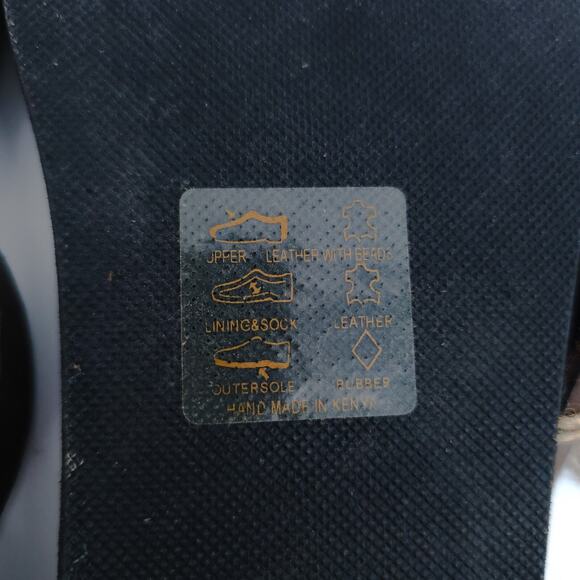 UPPER LEATHER WITH BEADS
LINING&SOCK LEATHER
OUTERSOLE RUBBER
HAND MADE IN KENYA